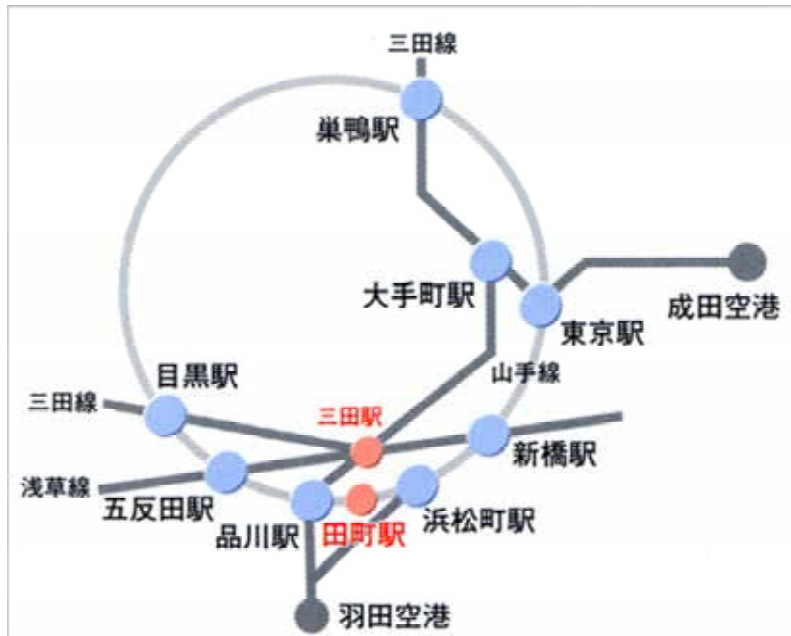 三田線
巣鴨駅
大手町駅
成田空港
東京駅
山手線
目黒駅
三田線
三田駅
新橋駅
浅草線
五反田駅
品川駅
田町駅
浜松町駅
羽田空港